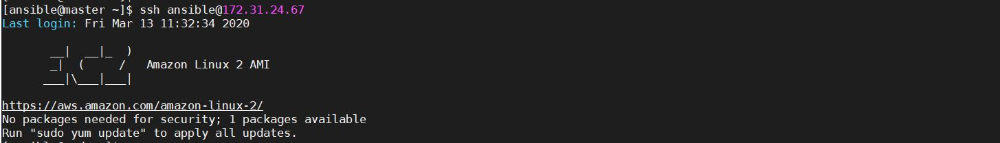 [ansible@master ~]$ ssh ansible@172.31.24.67
Last login: Fri Mar 13 11:32:34 2020
__|  __|_  )
_|  (     /   Amazon Linux 2 AMI
___|\___|___|
https://aws.amazon.com/amazon-linux-2/
No packages needed for security; 1 packages available
Run "sudo yum update" to apply all updates.